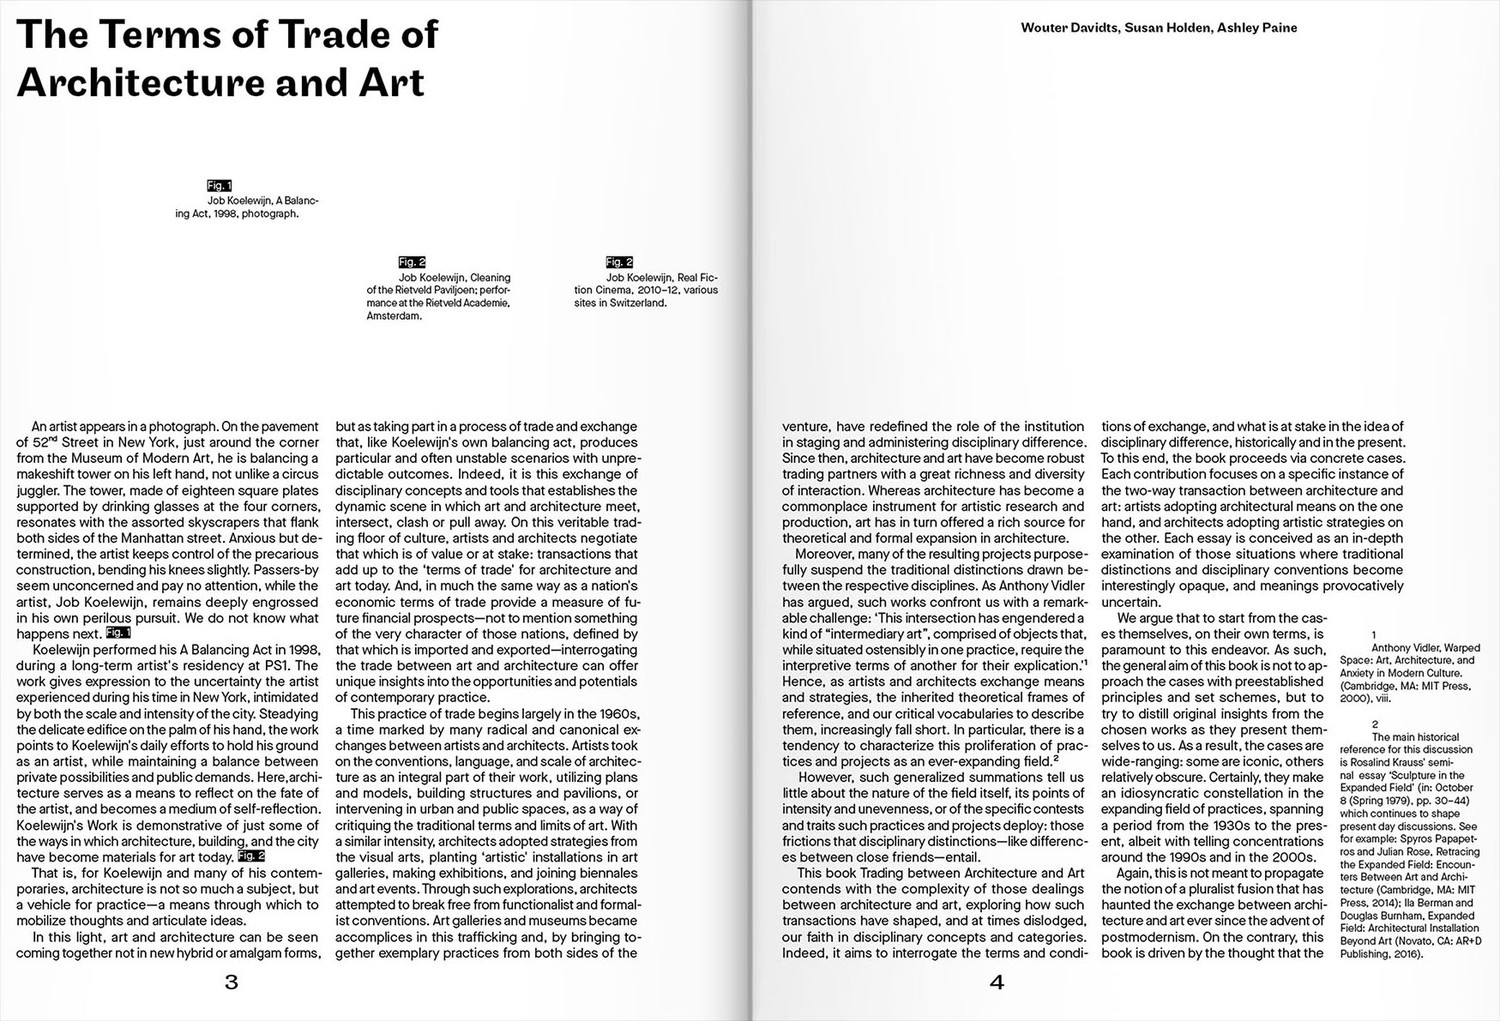 The Terms of Trade of
Architecture and Art
Wouter Davidts, Susan Holden, Ashley Paine
Fig. 1
Job Koelewijn, A Balanc-
ing Act, 1998, photograph.
Fig. 2
Job Koelewijn, Cleaning
of the Rietveld Paviljoen; perfor-
mance at the Rietveld Academie,
Amsterdam.
Fig. 2
Job Koelewijn, Real Fic-
tion Cinema, 2010–12, various
sites in Switzerland.
An artist appears in a photograph. On the pavement
of 52nd Street in New York, just around the corner
from the Museum of Modern Art, he is balancing a
makeshift tower on his left hand, not unlike a circus
juggler. The tower, made of eighteen square plates
supported by drinking glasses at the four corners,
resonates with the assorted skyscrapers that flank
both sides of the Manhattan street. Anxious but de-
termined, the artist keeps control of the precarious
construction, bending his knees slightly. Passers-by
seem unconcerned and pay no attention, while the
artist, Job Koelewijn, remains deeply engrossed
in his own perilous pursuit. We do not know what
happens next. Fig. 1
Koelewijn performed his A Balancing Act in 1998,
during a long-term artist's residency at PS1. The
work gives expression to the uncertainty the artist
experienced during his time in New York, intimidated
by both the scale and intensity of the city. Steadying
the delicate edifice on the palm of his hand, the work
points to Koelewijn's daily efforts to hold his ground
as an artist, while maintaining a balance between
private possibilities and public demands. Here,archi-
tecture serves as a means to reflect on the fate of
the artist, and becomes a medium of self-reflection.
Koelewijn's Work is demonstrative of just some of
the ways in which architecture, building, and the city
have become materials for art today. Fig. 2
That is, for Koelewijn and many of his contem-
poraries, architecture is not so much a subject, but
a vehicle for practice—a means through which to
mobilize thoughts and articulate ideas.
In this light, art and architecture can be seen
coming together not in new hybrid or amalgam forms,
but as taking part in a process of trade and exchange
that, like Koelewijn's own balancing act, produces
particular and often unstable scenarios with unpre-
dictable outcomes. Indeed, it is this exchange of
disciplinary concepts and tools that establishes the
dynamic scene in which art and architecture meet,
intersect, clash or pull away. On this veritable trad-
ing floor of culture, artists and architects negotiate
that which is of value or at stake: transactions that
add up to the 'terms of trade' for architecture and
art today. And, in much the same way as a nation's
economic terms of trade provide a measure of fu-
ture financial prospects—not to mention something
of the very character of those nations, defined by
that which is imported and exported—interrogating
the trade between art and architecture can offer
unique insights into the opportunities and potentials
of contemporary practice.
This practice of trade begins largely in the 1960s,
a time marked by many radical and canonical ex-
changes between artists and architects. Artists took
on the conventions, language, and scale of architec-
ture as an integral part of their work, utilizing plans
and models, building structures and pavilions, or
intervening in urban and public spaces, as a way of
critiquing the traditional terms and limits of art. With
a similar intensity, architects adopted strategies from
the visual arts, planting 'artistic' installations in art
galleries, making exhibitions, and joining biennales
and art events. Through such explorations, architects
attempted to break free from functionalist and formal-
ist conventions. Art galleries and museums became
accomplices in this trafficking and, by bringing to-
gether exemplary practices from both sides of the
3
venture, have redefined the role of the institution
in staging and administering disciplinary difference.
Since then, architecture and art have become robust
trading partners with a great richness and diversity
of interaction. Whereas architecture has become a
commonplace instrument for artistic research and
production, art has in turn offered a rich source for
theoretical and formal expansion in architecture.
Moreover, many of the resulting projects purpose-
fully suspend the traditional distinctions drawn be-
tween the respective disciplines. As Anthony Vidler
has argued, such works confront us with a remark-
able challenge: 'This intersection has engendered a
kind of "intermediary art", comprised of objects that,
while situated ostensibly in one practice, require the
interpretive terms of another for their explication.'1
Hence, as artists and architects exchange means
and strategies, the inherited theoretical frames of
reference, and our critical vocabularies to describe
them, increasingly fall short. In particular, there is a
tendency to characterize this proliferation of prac-
tices and projects as an ever-expanding field.2
However, such generalized summations tell us
little about the nature of the field itself, its points of
intensity and unevenness, or of the specific contests
and traits such practices and projects deploy: those
frictions that disciplinary distinctions—like differenc-
es between close friends—entail.
This book Trading between Architecture and Art
contends with the complexity of those dealings
between architecture and art, exploring how such
transactions have shaped, and at times dislodged,
our faith in disciplinary concepts and categories.
Indeed, it aims to interrogate the terms and condi-
tions of exchange, and what is at stake in the idea of
disciplinary difference, historically and in the present.
To this end, the book proceeds via concrete cases.
Each contribution focuses on a specific instance of
the two-way transaction between architecture and
art: artists adopting architectural means on the one
hand, and architects adopting artistic strategies on
the other. Each essay is conceived as an in-depth
examination of those situations where traditional
distinctions and disciplinary conventions become
interestingly opaque, and meanings provocatively
uncertain.
We argue that to start from the cas-
es themselves, on their own terms, is
paramount to this endeavor. As such,
the general aim of this book is not to ap-
proach the cases with preestablished
principles and set schemes, but to
try to distill original insights from the
chosen works as they present them-
selves to us. As a result, the cases are
wide-ranging: some are iconic, others
relatively obscure. Certainly, they make
an idiosyncratic constellation in the
expanding field of practices, spanning
a period from the 1930s to the pres-
ent, albeit with telling concentrations
around the 1990s and in the 2000s.
Again, this is not meant to propagate
the notion of a pluralist fusion that has
haunted the exchange between archi-
tecture and art ever since the advent of
postmodernism. On the contrary, this
book is driven by the thought that the
1
Anthony Vidler, Warped
Space: Art, Architecture, and
Anxiety in Modern Culture.
(Cambridge, MA: MIT Press,
2000), viii.
2
The main historical
reference for this discussion
is Rosalind Krauss' semi-
nal essay 'Sculpture in the
Expanded Field' (in: October
8 (Spring 1979), pp. 30–44)
which continues to shape
present day discussions. See
for example: Spyros Papapet-
ros and Julian Rose, Retracing
the Expanded Field: Encoun-
ters Between Art and Archi-
tecture (Cambridge, MA: MIT
Press, 2014); Ila Berman and
Douglas Burnham, Expanded
Field: Architectural Installation
Beyond Art (Novato, CA: AR+D
Publishing, 2016).
4